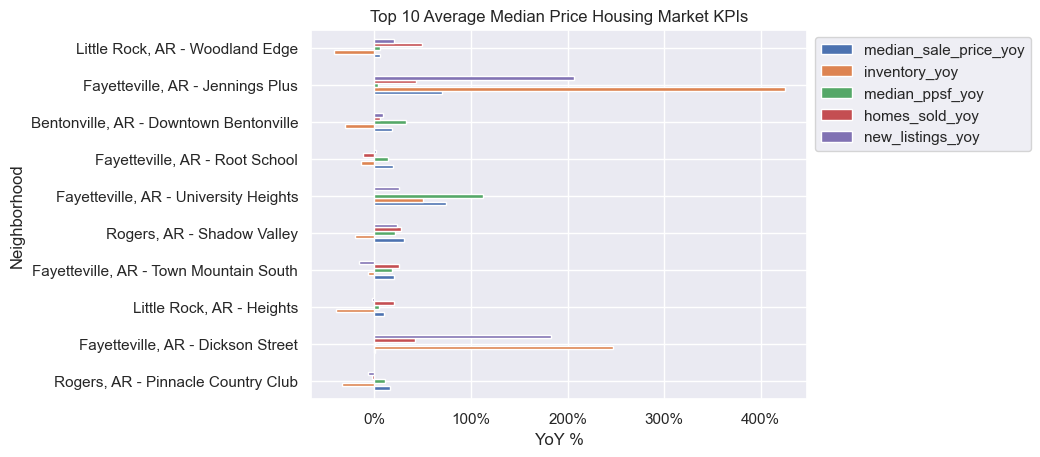 Top 10 Average Median Price Housing Market KPIs
Neighborhood
Little Rock, AR - Woodland Edge
Fayetteville, AR - Jennings Plus
Bentonville, AR - Downtown Bentonville
Fayetteville, AR - Root School
Fayetteville, AR - University Heights
Rogers, AR - Shadow Valley
Fayetteville, AR - Town Mountain South
Little Rock, AR - Heights
Fayetteville, AR - Dickson Street
Rogers, AR - Pinnacle Country Club
0%
100%
200%
300%
400%
YoY %
median_sale_price_yoy
inventory_yoy
median_ppsf_yoy
homes_sold_yoy
new_listings_yoy